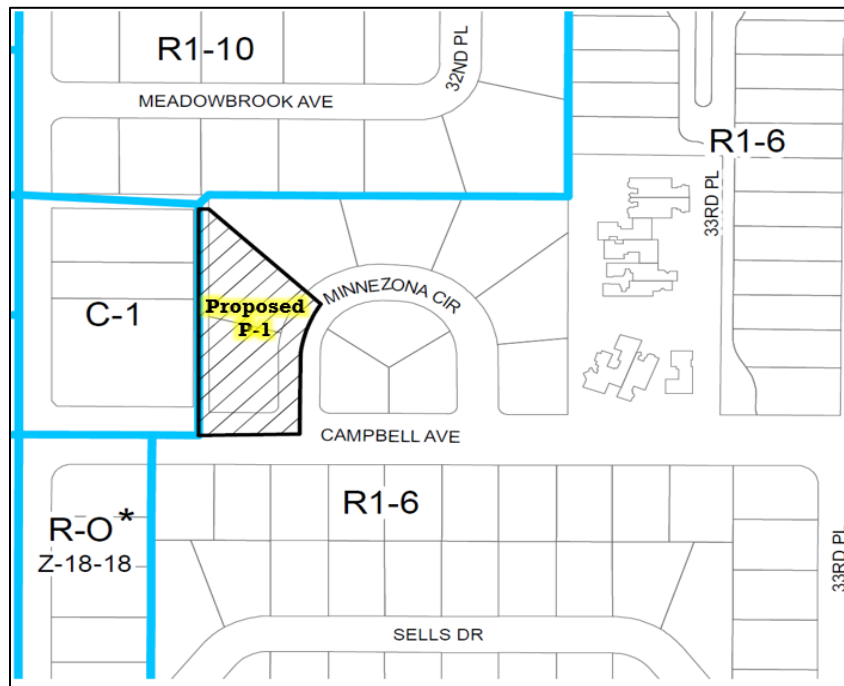 R1-10
32ND PL
MEADOWBROOK AVE
R1-6
33RD PL
C-1
Proposed
P-1
MINNEZONA CIR
CAMPBELL AVE
R1-6
R-O*
Z-18-18
33RD PL
SELLS DR